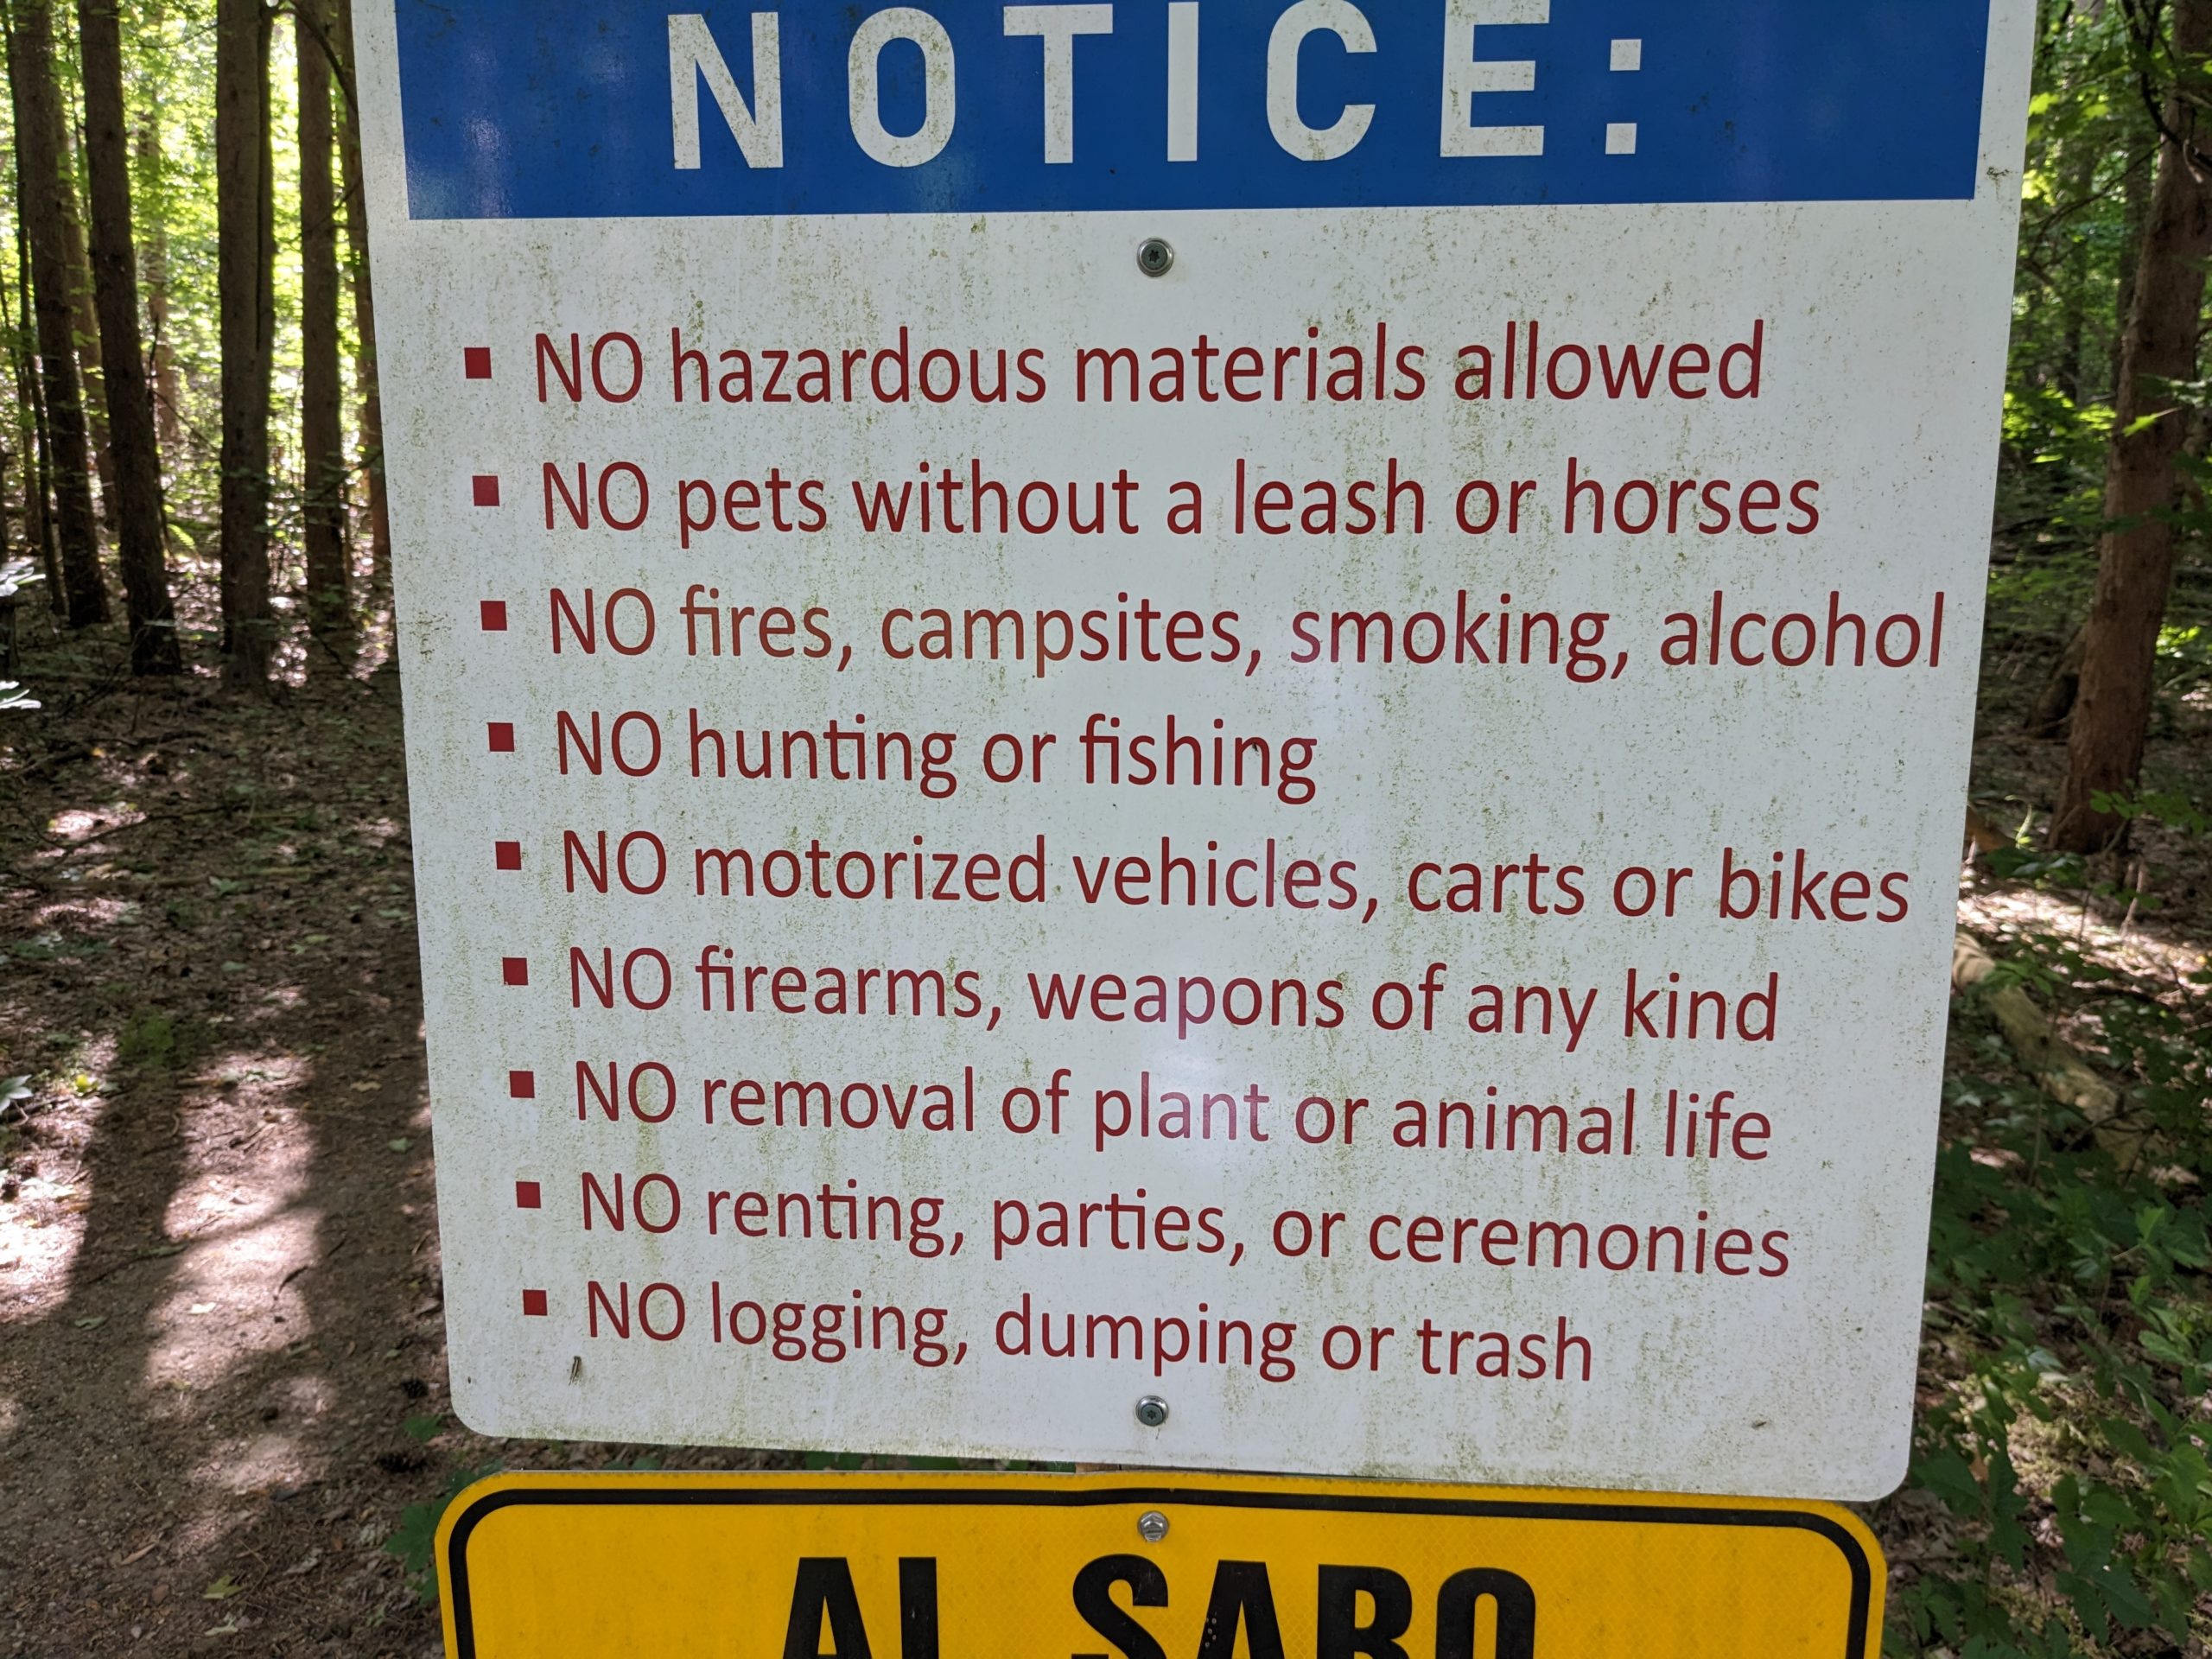 NOTICE:
▪ NO hazardous materials allowed
▪ NO pets without a leash or horses
▪ NO fires, campsites, smoking, alcohol
▪ NO hunting or fishing
▪ NO motorized vehicles, carts or bikes
▪ NO firearms, weapons of any kind
▪ NO removal of plant or animal life
▪ NO renting, parties, or ceremonies
▪ NO logging, dumping or trash
AL SABO